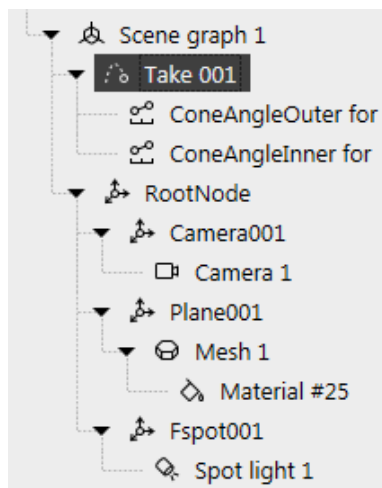 Scene graph 1
Take 001
ConeAngleOuter for
ConeAngleInner for
RootNode
Camera001
Camera 1
Plane001
Mesh 1
Material #25
Fspot001
Spot light 1